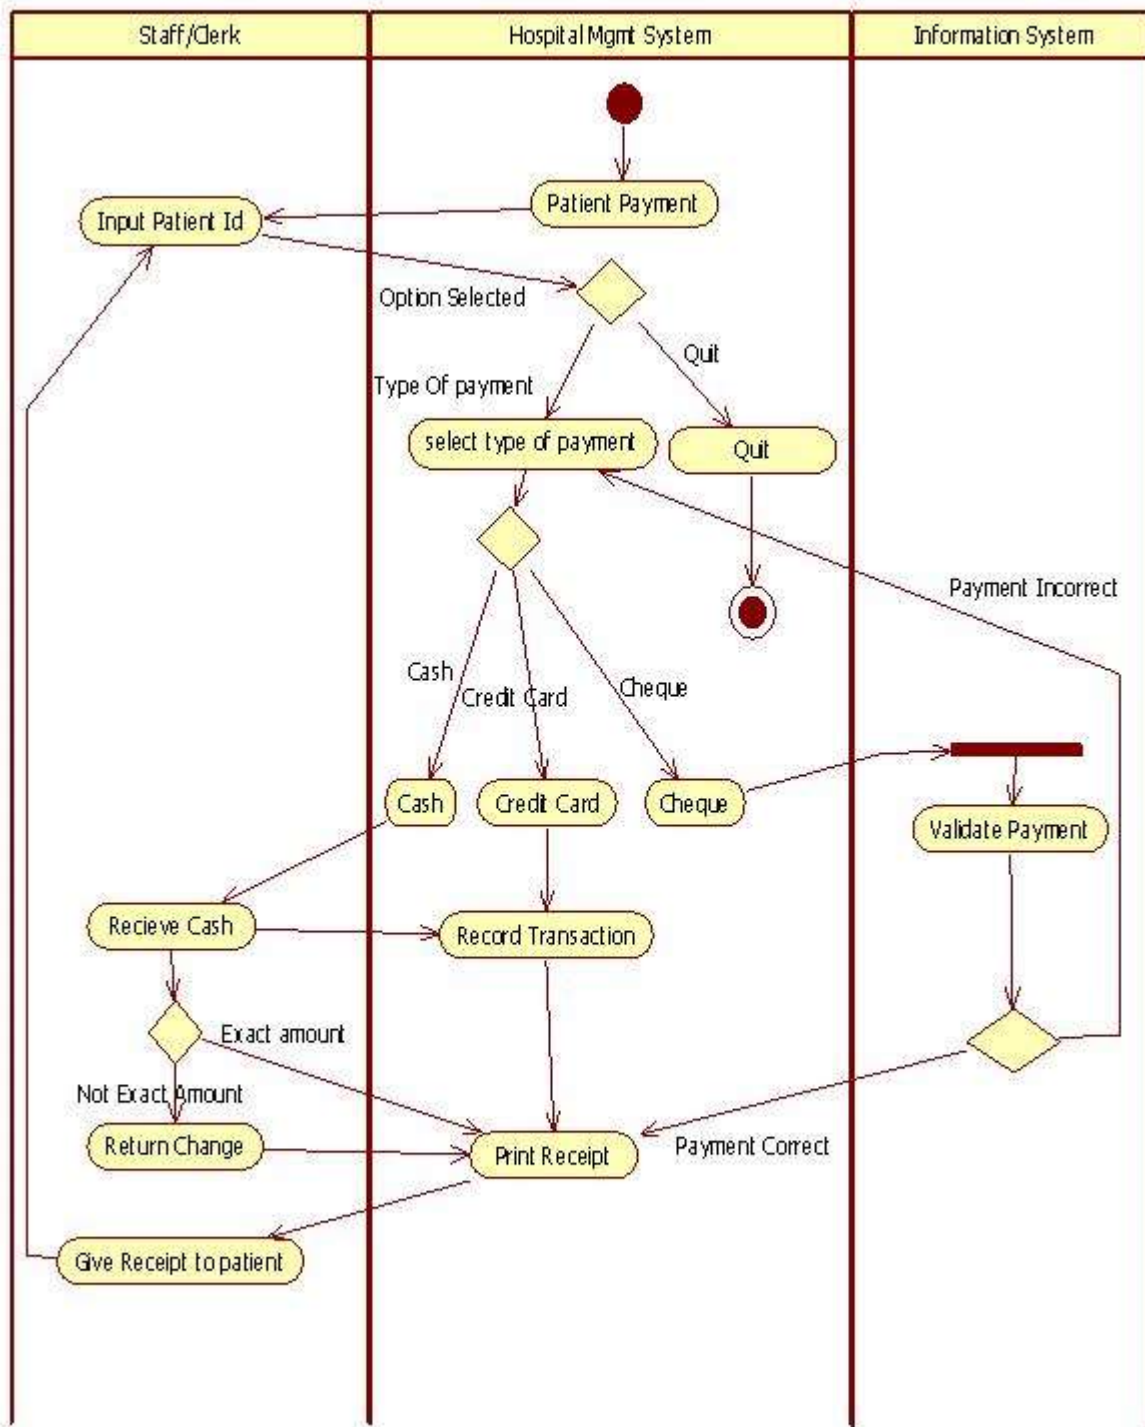 Staff/Clerk
Hospital Mgmt System
Information System
Patient Payment
Input Patient Id
Option Selected
Quit
Type Of payment
select type of payment
Quit
Payment Incorrect
Cash
Credit Card
Cheque
Cash
Credit Card
Cheque
Validate Payment
Recieve Cash
Record Transaction
Exact amount
Not Exact Amount
Return Change
Print Receipt
Payment Correct
Give Receipt to patient